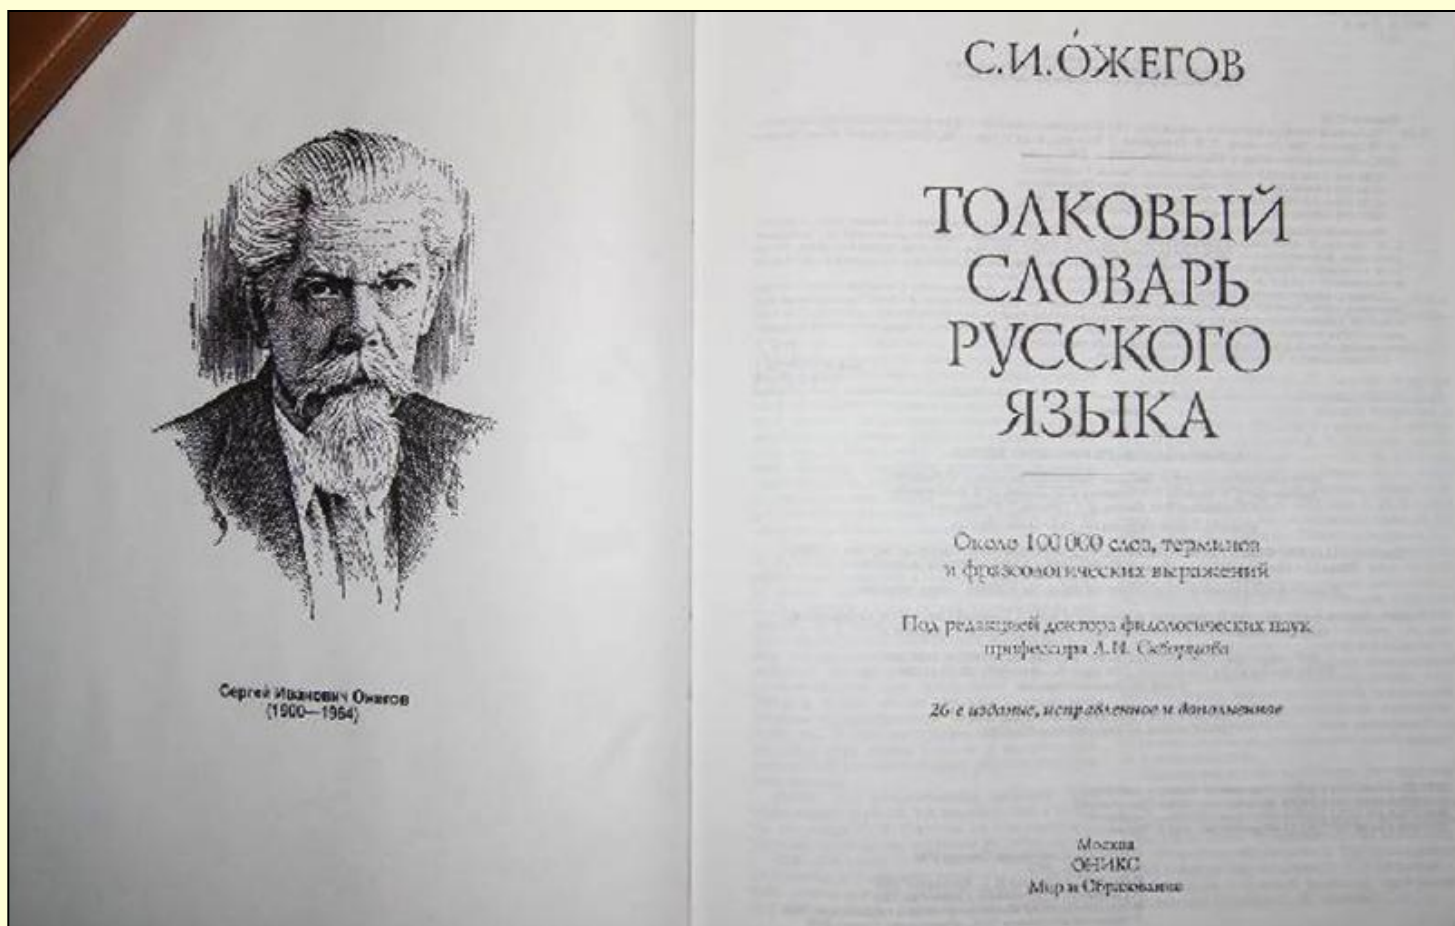 Сергей Иванович Ожегов
(1900—1964)
С.И.О́ЖЕГОВ
ТОЛКОВЫЙ
СЛОВАРЬ
РУССКОГО
ЯЗЫКА
Около 100 000 слов, терминов
и фразеологических выражений
Под редакцией доктора филологических наук,
профессора Л.И. Скворцова
26-е издание, исправленное и дополненное
Москва
ОНИКС
Мир и Образование